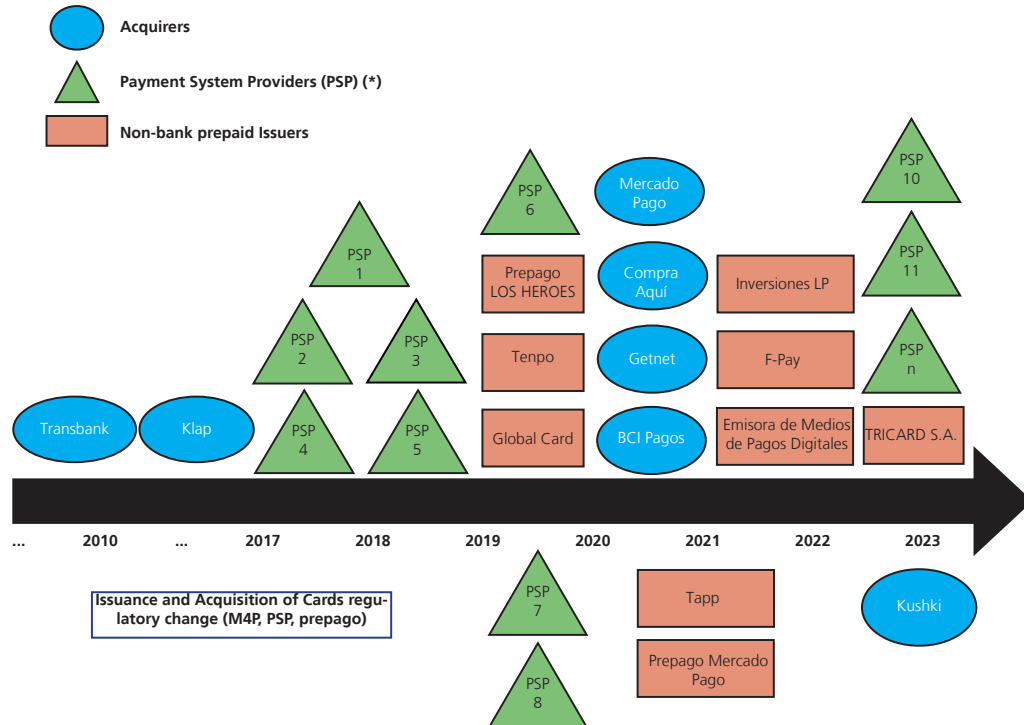 Acquirers
Payment System Providers (PSP) (*)
Non-bank prepaid Issuers
PSP
1
PSP
2
PSP
3
PSP
4
PSP
5
PSP
6
Mercado
Pago
PSP
10
Prepago
LOS HEROES
Compra
Aquí
Inversiones LP
PSP
11
Tenpo
Getnet
F-Pay
PSP
n
Transbank
Klap
Global Card
BCI Pagos
Emisora de Medios
de Pagos Digitales
TRICARD S.A.
... 2010 ... 2017 2018 2019 2020 2021 2022 2023
Issuance and Acquisition of Cards regu-
latory change (M4P, PSP, prepago)
PSP
7
Tapp
Kushki
PSP
8
Prepago Mercado
Pago